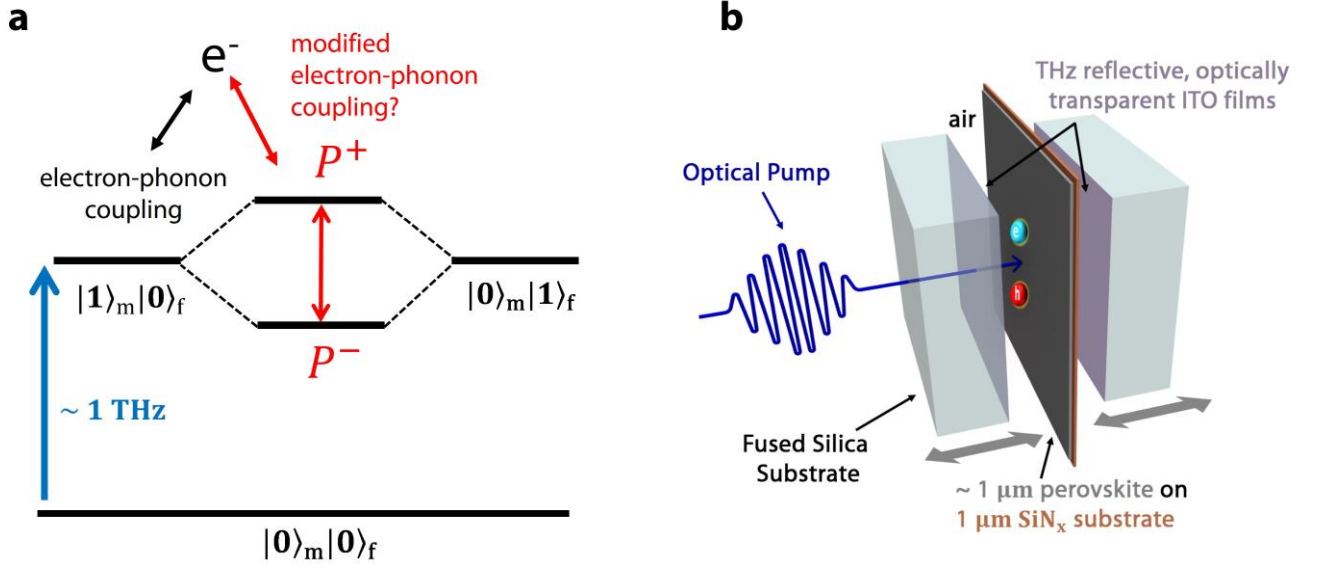 a
e-
modified
electron-phonon
coupling?
electron-phonon
coupling
P+
|1⟩m|0⟩f
|0⟩m|1⟩f
P−
~ 1 THz
|0⟩m|0⟩f
b
THz reflective, optically
transparent ITO films
air
Optical Pump
e-
h
Fused Silica
Substrate
~ 1 μm perovskite on
1 μm SiNx substrate